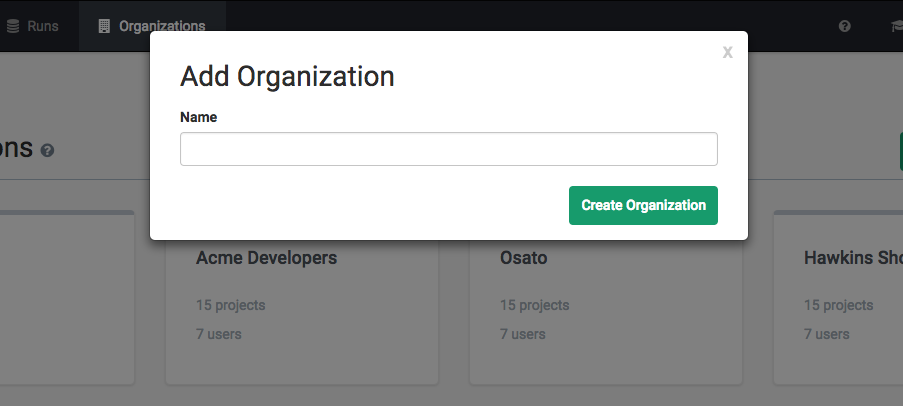 Runs
Organizations
x
Add Organization
Name
ons
Create Organization
Acme Developers
Osato
Hawkins Sho
15 projects
15 projects
15 projects
7 users
7 users
7 users